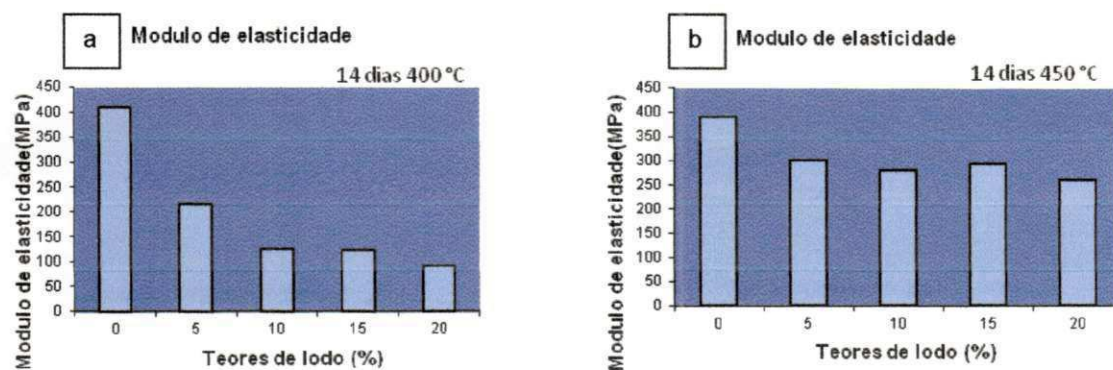 a
Modulo de elasticidade
14 dias 400 °C
Modulo de elasticidade(MPa)
450
400
350
300
250
200
150
100
50
0
0 5 10 15 20
Teores de lodo (%)
b
Modulo de elasticidade
14 dias 450 °C
Modulo de elasticidade(MPa)
450
400
350
300
250
200
150
100
50
0
0 5 10 15 20
Teores de lodo (%)